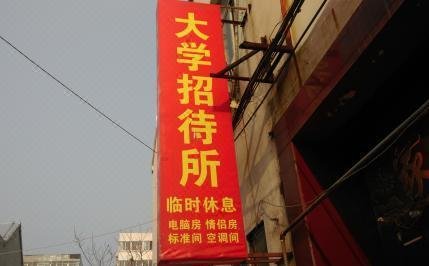 大学招待所
临时休息
电脑房 情侣房
标准间 空调间